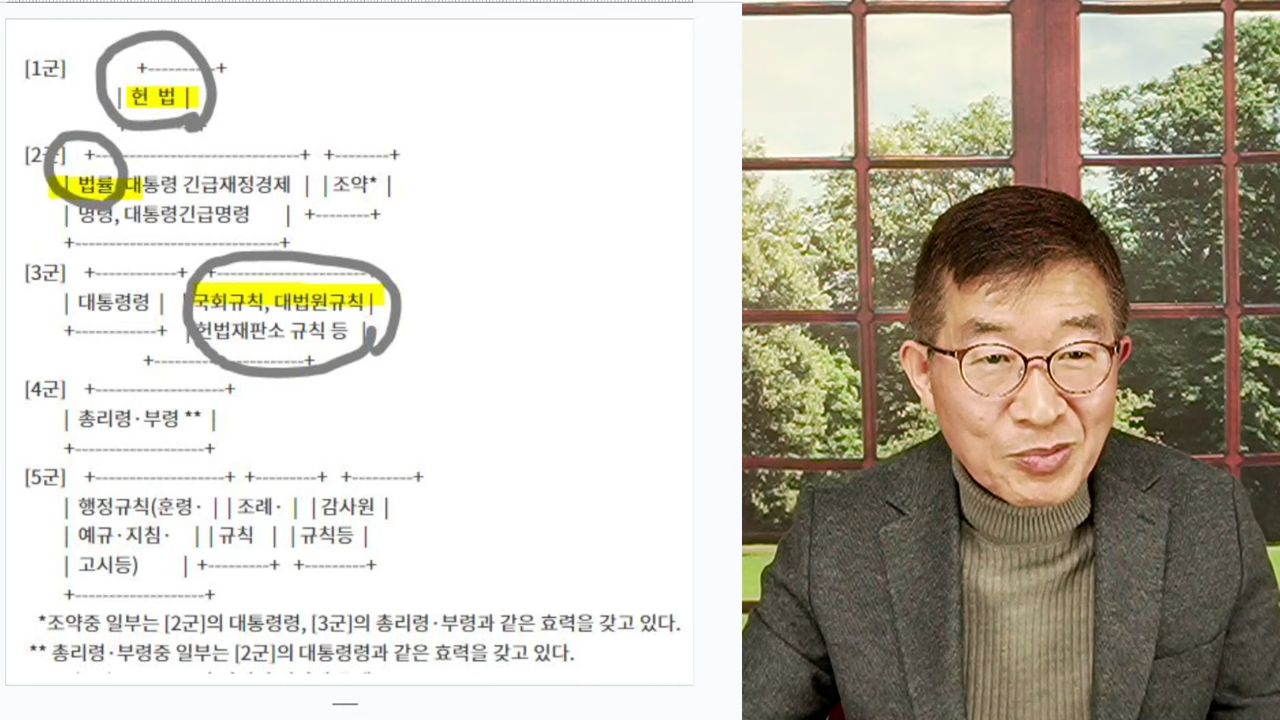 [1군] +---------+
| 헌 법 |
[2군] +----------------------------+ +--------+
| 법률, 대통령 긴급재정경제 | |조약* |
| 명령, 대통령긴급명령 | +--------+
+----------------------------+
[3군] +-----------+ +--------------------+
| 대통령령 | |국회규칙, 대법원규칙|
+-----------+ |헌법재판소 규칙 등 |
+--------------------+
[4군] +------------------+
| 총리령·부령 ** |
+------------------+
[5군] +------------------+ +---------+ +---------+
| 행정규칙(훈령· | |조례· | |감사원 |
| 예규·지침· | |규칙 | |규칙등 |
| 고시등) | +---------+ +---------+
+------------------+
*조약중 일부는 [2군]의 대통령령, [3군]의 총리령·부령과 같은 효력을 갖고 있다.
** 총리령·부령중 일부는 [2군]의 대통령령과 같은 효력을 갖고 있다.